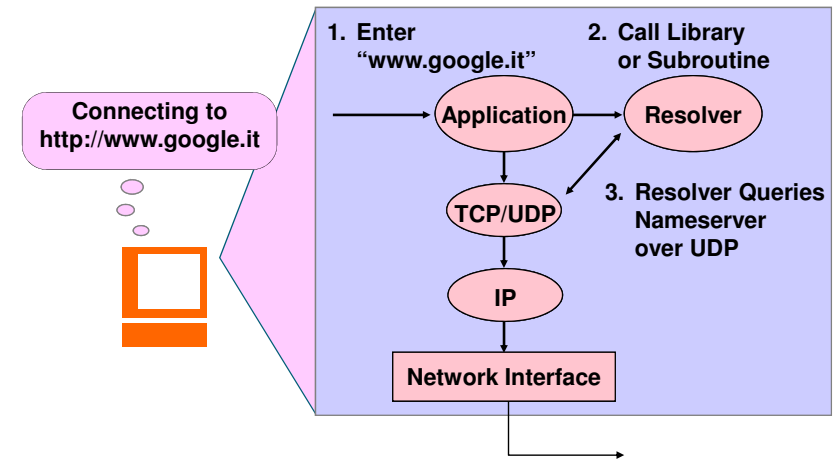 1. Enter
“www.google.it”
2. Call Library
or Subroutine
Connecting to
http://www.google.it
Application
Resolver
TCP/UDP
3. Resolver Queries
Nameserver
over UDP
IP
Network Interface